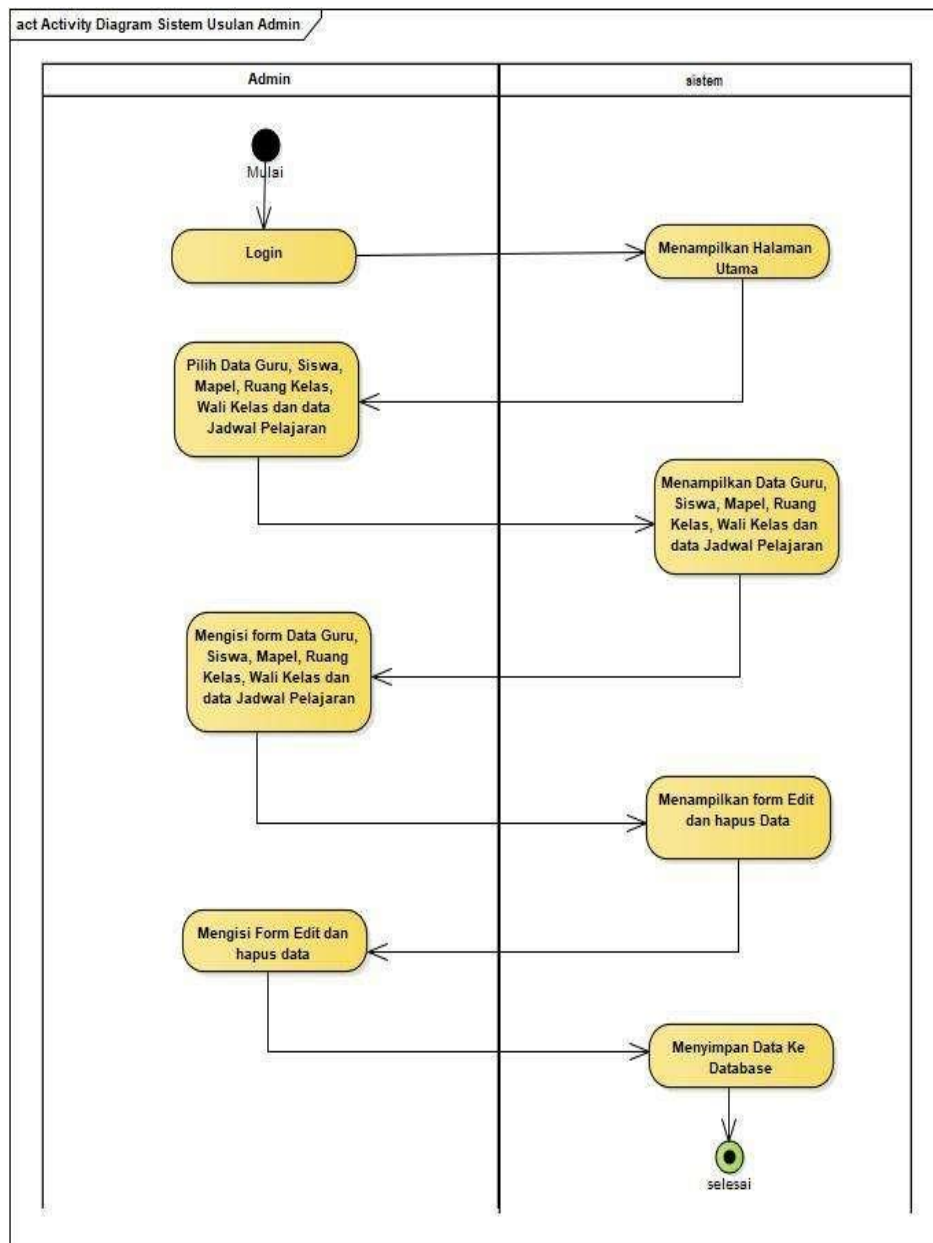 act Activity Diagram Sistem Usulan Admin
Admin
sistem
Mulai
Login
Menampilkan Halaman
Utama
Pilih Data Guru, Siswa,
Mapel, Ruang Kelas,
Wali Kelas dan data
Jadwal Pelajaran
Menampilkan Data Guru,
Siswa, Mapel, Ruang
Kelas, Wali Kelas dan
data Jadwal Pelajaran
Mengisi form Data Guru,
Siswa, Mapel, Ruang
Kelas, Wali Kelas dan
data Jadwal Pelajaran
Menampilkan form Edit
dan hapus Data
Mengisi Form Edit dan
hapus data
Menyimpan Data Ke
Database
selesai